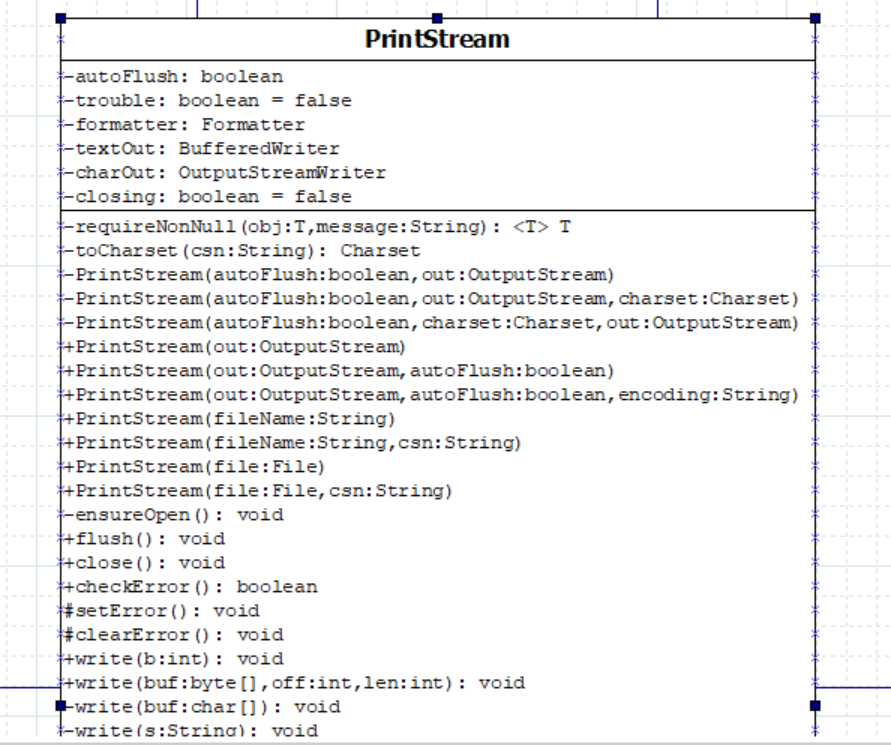 PrintStream
-autoFlush: boolean
-trouble: boolean = false
-formatter: Formatter
-textOut: BufferedWriter
-charOut: OutputStreamWriter
-closing: boolean = false
-requireNonNull(obj:T,message:String): <T> T
-toCharset(csn:String): Charset
-PrintStream(autoFlush:boolean,out:OutputStream)
-PrintStream(autoFlush:boolean,out:OutputStream,charset:Charset)
-PrintStream(autoFlush:boolean,charset:Charset,out:OutputStream)
+PrintStream(out:OutputStream)
+PrintStream(out:OutputStream,autoFlush:boolean)
+PrintStream(out:OutputStream,autoFlush:boolean,encoding:String)
+PrintStream(fileName:String)
+PrintStream(fileName:String,csn:String)
+PrintStream(file:File)
+PrintStream(file:File,csn:String)
-ensureOpen(): void
+flush(): void
+close(): void
+checkError(): boolean
#setError(): void
#clearError(): void
+write(b:int): void
+write(buf:byte[],off:int,len:int): void
-write(buf:char[]): void
-write(s:String): void